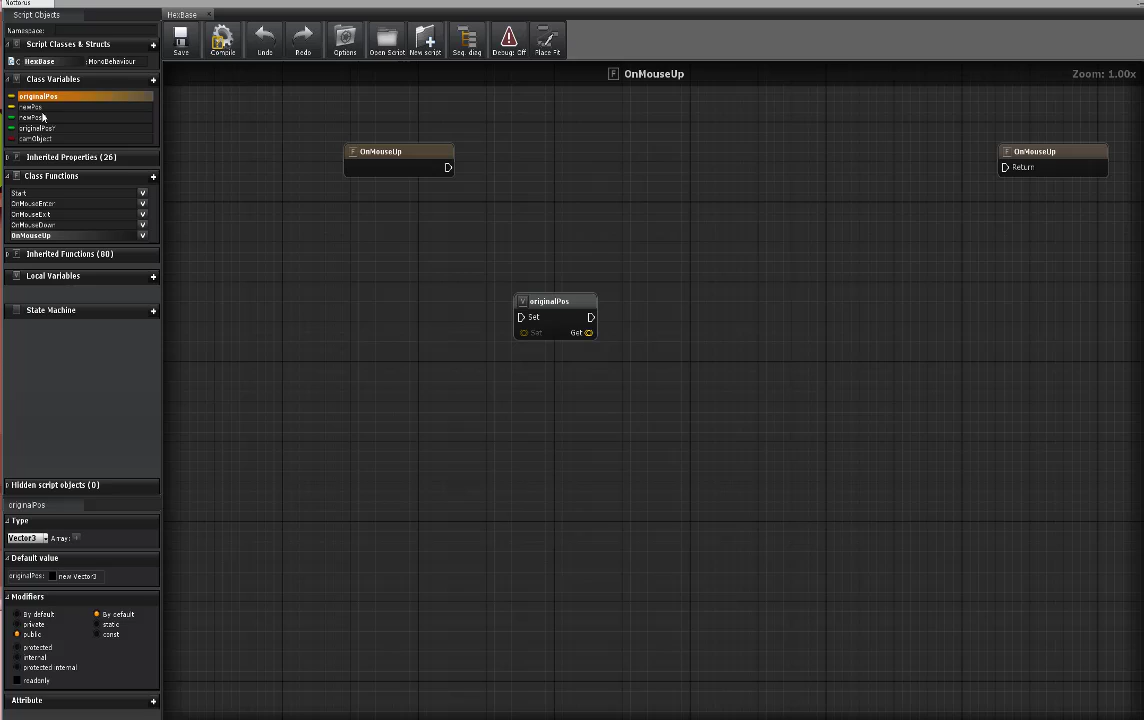 Nottorus
Script Objects
HexBase
Namespace:
Script Classes & Structs
HexBase :MonoBehaviour
Class Variables
originalPos
newPos
newPos
originalPosY
camObject
Inherited Properties (26)
Class Functions
Start
OnMouseEnter
OnMouseExit
OnMouseDown
OnMouseUp
Inherited Functions (80)
Local Variables
State Machine
Hidden script objects (0)
originalPos
Type
Vector3 Array:
Default value
originalPos: new Vector3
Modifiers
By default By default
private static
public const
protected
internal
protected internal
readonly
Attribute
Save Compile Undo Redo Options Open Script New script Seq. diag Debug: Off Place Fit
F OnMouseUp
Zoom: 1.00x
F OnMouseUp
F OnMouseUp
Return
V originalPos
Set
Set Get